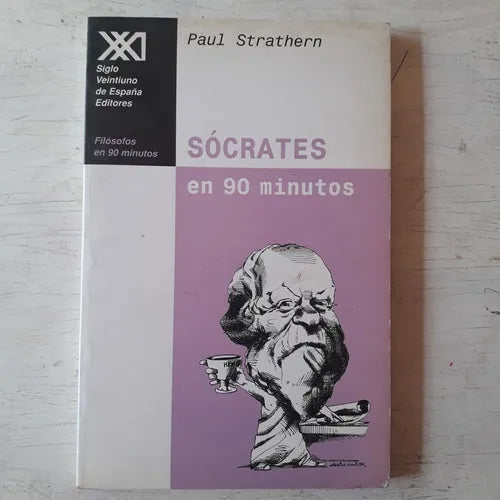 XXI
Siglo
Veintiuno
de España
Editores
Filósofos
en 90 minutos
Paul Strathern
SÓCRATES
en 90 minutos